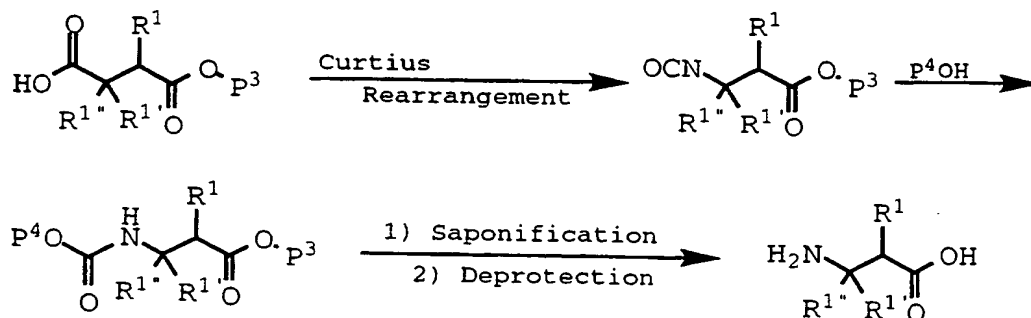 O R¹
HO O P³
R¹" R¹' O
Curtius
Rearrangement
R¹
OCN O P³
R¹" R¹' O
P⁴OH
H R¹
P⁴O N O P³
O R¹" R¹' O
1) Saponification
2) Deprotection
R¹
H₂N OH
R¹" R¹' O